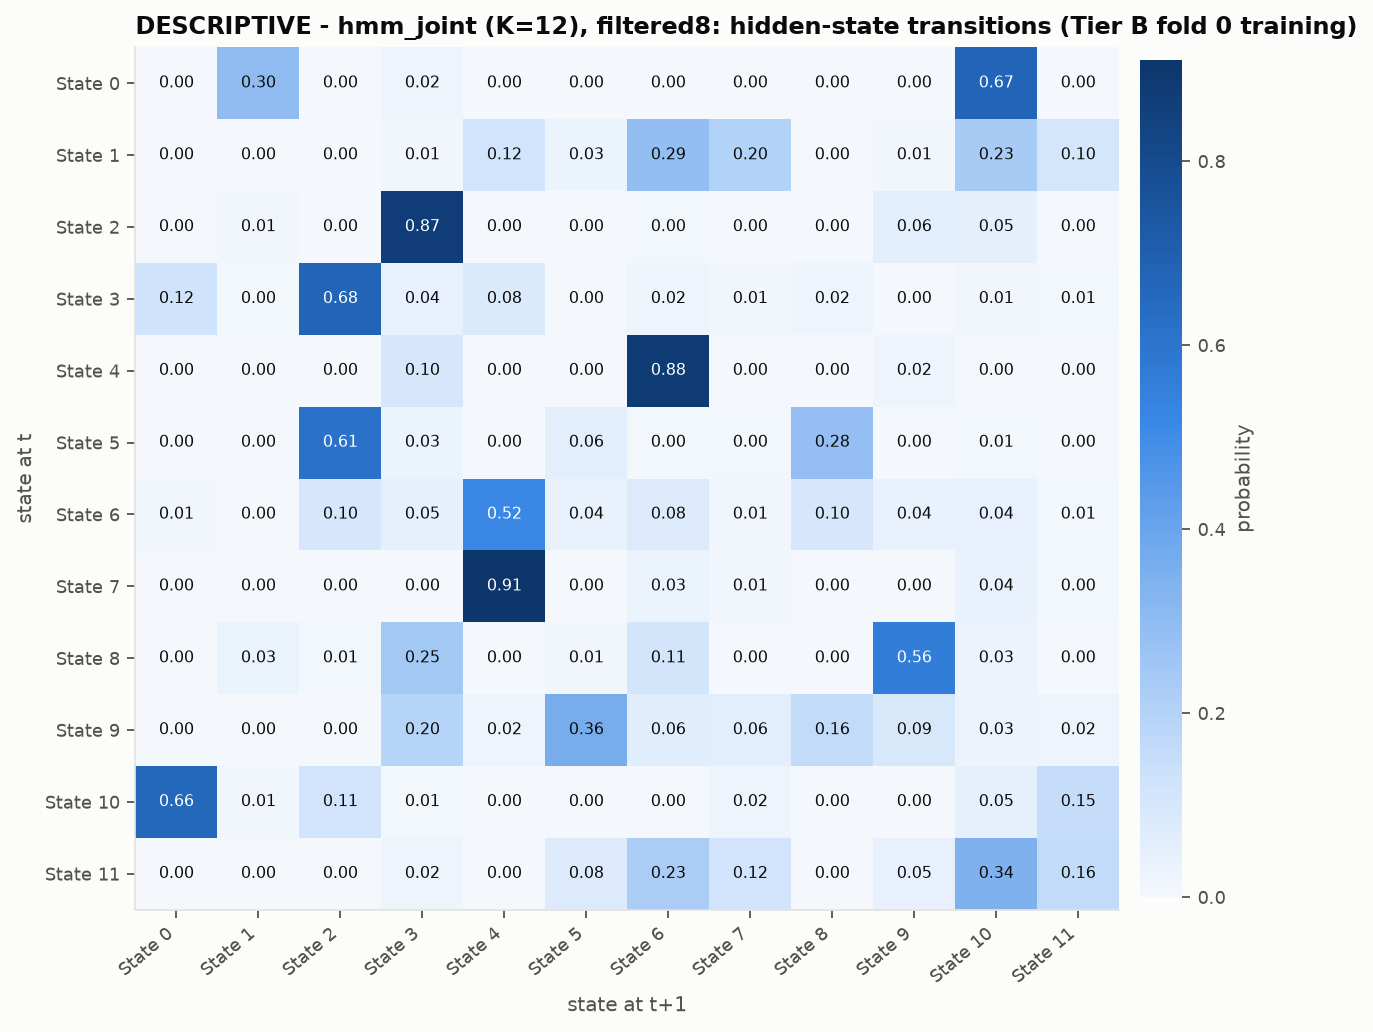 DESCRIPTIVE - hmm_joint (K=12), filtered8: hidden-state transitions (Tier B fold 0 training)
State 0 0.00 0.30 0.00 0.02 0.00 0.00 0.00 0.00 0.00 0.00 0.67 0.00
State 1 0.00 0.00 0.00 0.01 0.12 0.03 0.29 0.20 0.00 0.01 0.23 0.10
State 2 0.00 0.01 0.00 0.87 0.00 0.00 0.00 0.00 0.00 0.06 0.05 0.00
State 3 0.12 0.00 0.68 0.04 0.08 0.00 0.02 0.01 0.02 0.00 0.01 0.01
State 4 0.00 0.00 0.00 0.10 0.00 0.00 0.88 0.00 0.00 0.02 0.00 0.00
State 5 0.00 0.00 0.61 0.03 0.00 0.06 0.00 0.00 0.28 0.00 0.01 0.00
State 6 0.01 0.00 0.10 0.05 0.52 0.04 0.08 0.01 0.10 0.04 0.04 0.01
State 7 0.00 0.00 0.00 0.00 0.91 0.00 0.03 0.01 0.00 0.00 0.04 0.00
State 8 0.00 0.03 0.01 0.25 0.00 0.01 0.11 0.00 0.00 0.56 0.03 0.00
State 9 0.00 0.00 0.00 0.20 0.02 0.36 0.06 0.06 0.16 0.09 0.03 0.02
State 10 0.66 0.01 0.11 0.01 0.00 0.00 0.00 0.02 0.00 0.00 0.05 0.15
State 11 0.00 0.00 0.00 0.02 0.00 0.08 0.23 0.12 0.00 0.05 0.34 0.16
State 0 State 1 State 2 State 3 State 4 State 5 State 6 State 7 State 8 State 9 State 10 State 11
state at t+1
state at t
0.8
0.6
0.4
0.2
0.0
probability